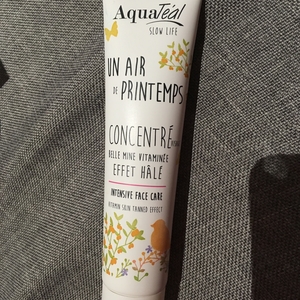 AquaTéal
SLOW LIFE
UN AIR
DE PRINTEMPS
CONCENTRÉ
BELLE MINE VITAMINÉE
EFFET HÂLÉ
INTENSIVE FACE CARE
VITAMIN SUN TANNED EFFECT